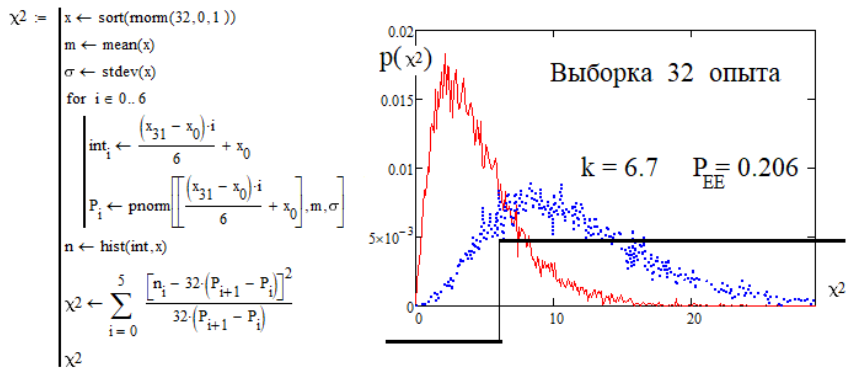 χ2 := x ← sort(rnorm(32,0,1))
m ← mean(x)
σ ← stdev(x)
for i ∈ 0..6
int_i ← (x_31 − x_0)·i / 6 + x_0
P_i ← pnorm[[(x_31 − x_0)·i / 6 + x_0],m,σ]
n ← hist(int,x)
χ2 ← ∑_{i = 0}^{5} [n_i − 32·(P_{i+1} − P_i)]^2 / 32·(P_{i+1} − P_i)
χ2
0.02
p(χ2)
Выборка 32 опыта
0.015
0.01
k = 6.7 P_EE = 0.206
5×10^-3
0
χ2
0 10 20